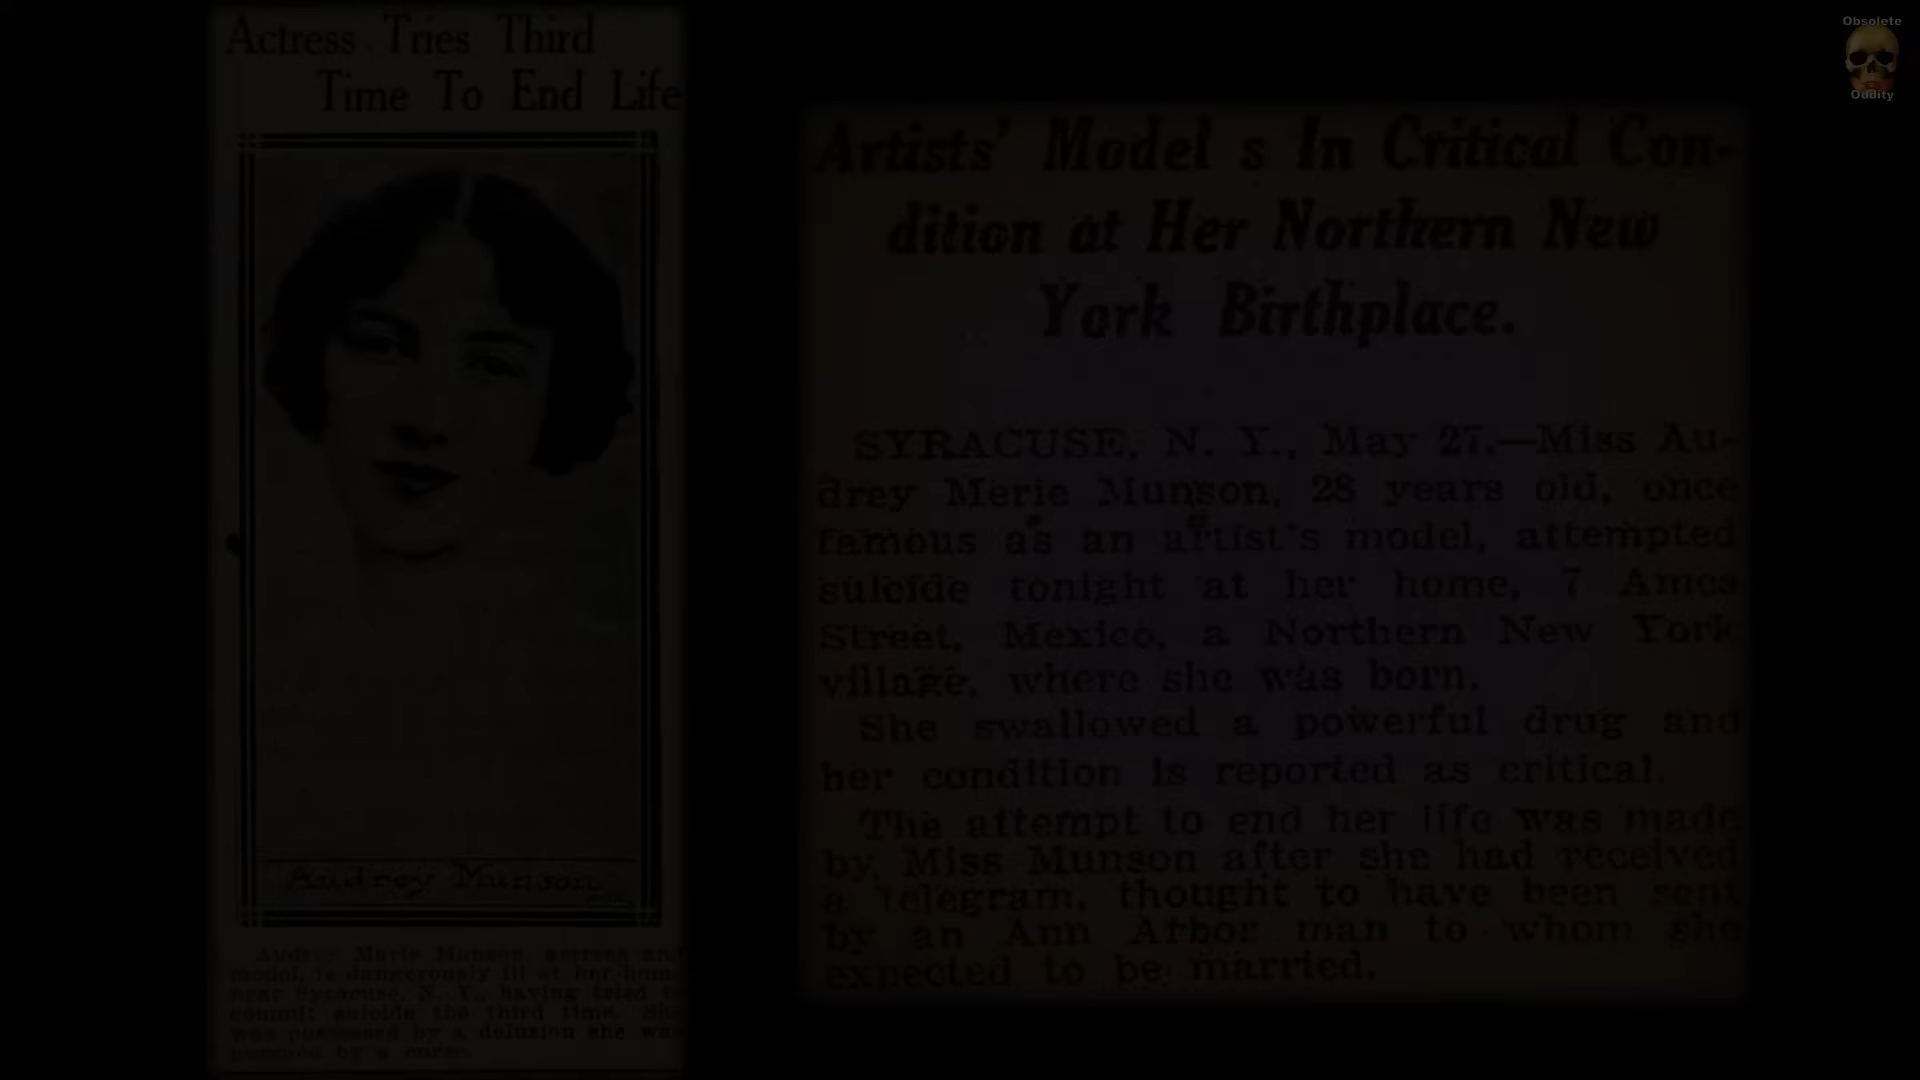 Actress Tries Third
Time To End Life
Audrey Munson
Audrey Marie Munson, actress and
model, is dangerously ill at her home
near Syracuse, N. Y., having tried to
commit suicide the third time. She
was possessed by a delusion she was
pursued by a curse.
Artists' Model s In Critical Con-
dition at Her Northern New
York Birthplace.
SYRACUSE, N. Y., May 27.—Miss Au-
drey Merie Munson, 28 years old, once
famous as an artist's model, attempted
suicide tonight at her home, 7 Ames
Street, Mexico, a Northern New York
village, where she was born.
She swallowed a powerful drug and
her condition is reported as critical.
The attempt to end her life was made
by Miss Munson after she had received
a telegram, thought to have been sent
by an Ann Arbor man to whom she
expected to be married.
Obsolete
Oddity